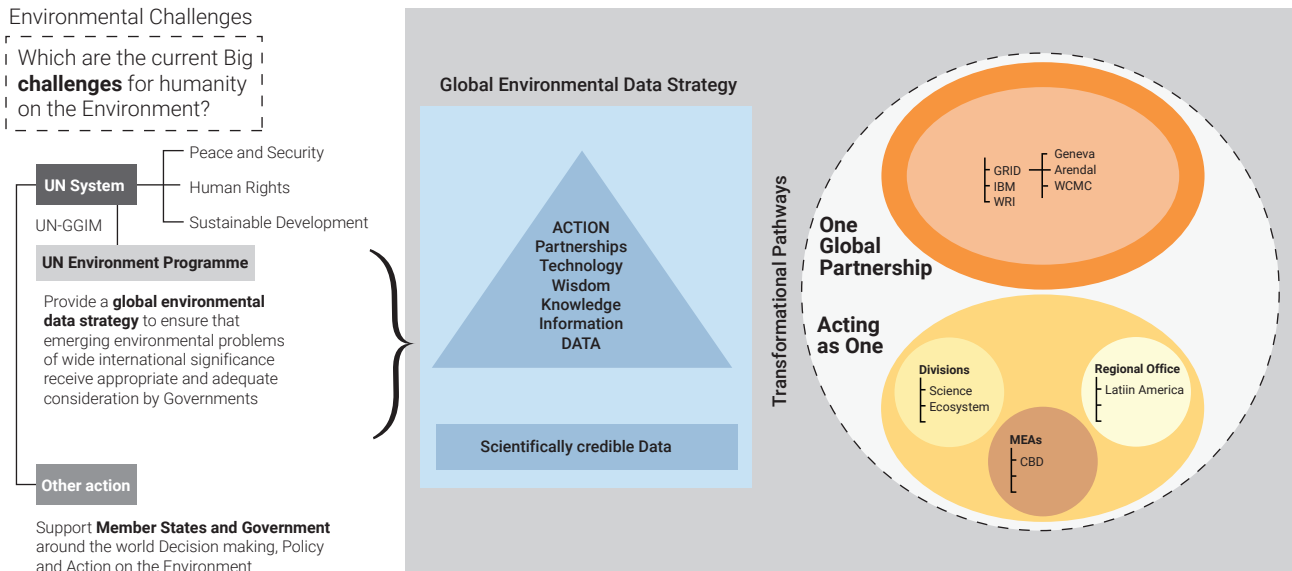 Environmental Challenges
Which are the current Big
challenges for humanity
on the Environment?
UN System
Peace and Security
Human Rights
Sustainable Development
UN-GGIM
UN Environment Programme
Provide a global environmental
data strategy to ensure that
emerging environmental problems
of wide international significance
receive appropriate and adequate
consideration by Governments
Other action
Support Member States and Government
around the world Decision making, Policy
and Action on the Environment
Global Environmental Data Strategy
ACTION
Partnerships
Technology
Wisdom
Knowledge
Information
DATA
Scientifically credible Data
Transformational Pathways
One
Global
Partnership
GRID
IBM
WRI
Geneva
Arendal
WCMC
Acting
as One
Divisions
Science
Ecosystem
MEAs
CBD
Regional Office
Latiin America